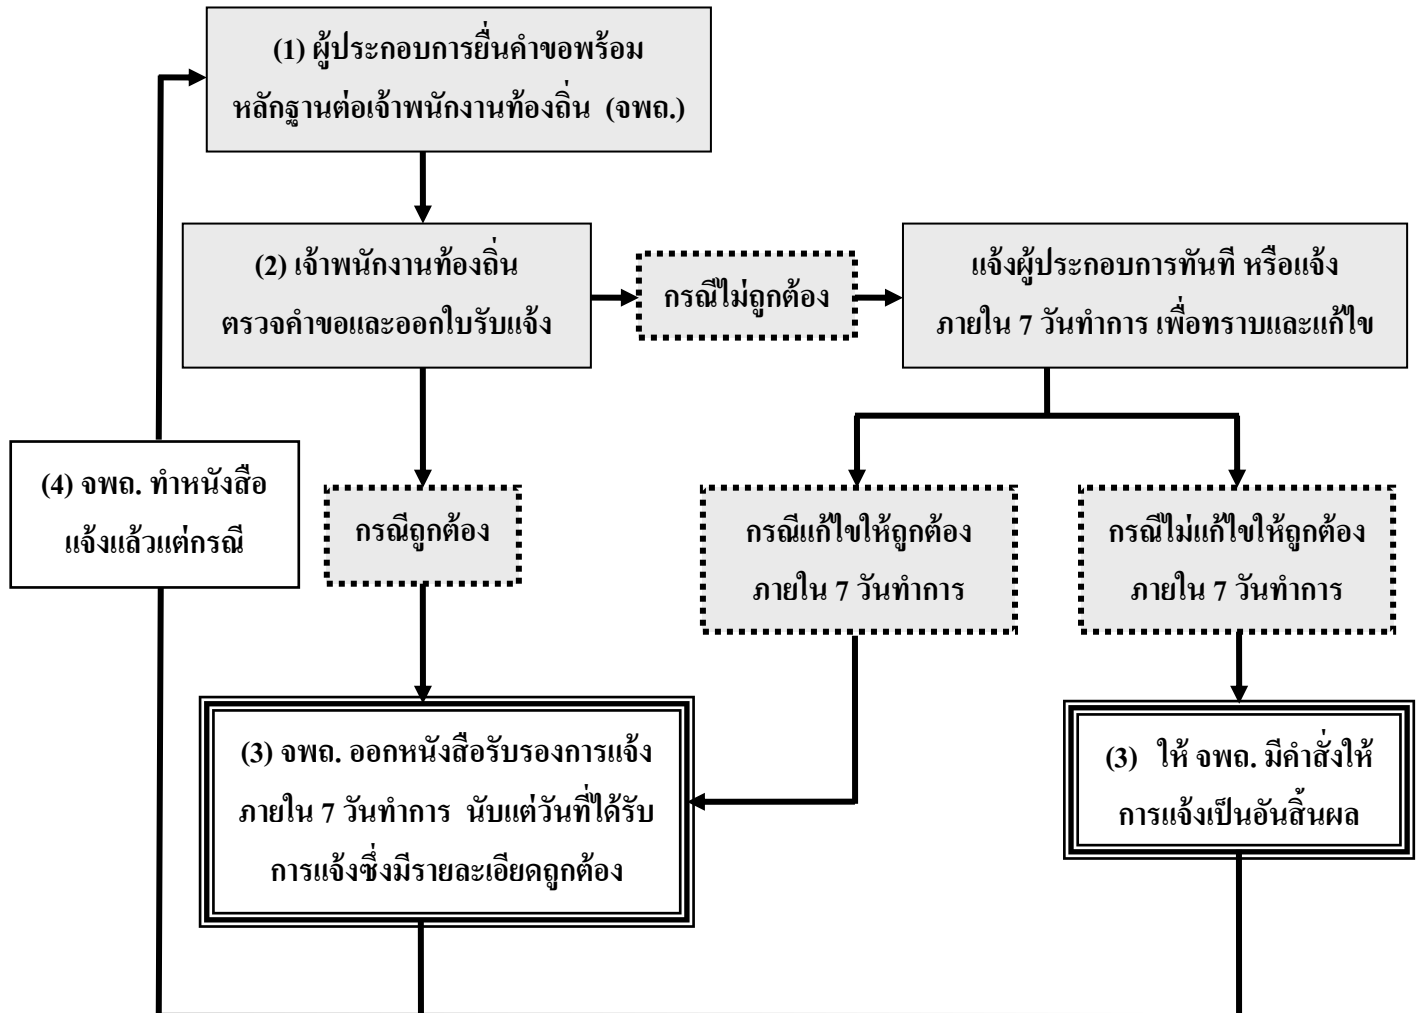 (1) ผู้ประกอบการยื่นคำขอพร้อม
หลักฐานต่อเจ้าพนักงานท้องถิ่น (จพถ.)
(2) เจ้าพนักงานท้องถิ่น
ตรวจคำขอและออกใบรับแจ้ง
กรณีไม่ถูกต้อง
แจ้งผู้ประกอบการทันที หรือแจ้ง
ภายใน 7 วันทำการ เพื่อทราบและแก้ไข
(4) จพถ. ทำหนังสือ
แจ้งแล้วแต่กรณี
กรณีถูกต้อง
กรณีแก้ไขให้ถูกต้อง
ภายใน 7 วันทำการ
กรณีไม่แก้ไขให้ถูกต้อง
ภายใน 7 วันทำการ
(3) จพถ. ออกหนังสือรับรองการแจ้ง
ภายใน 7 วันทำการ นับแต่วันที่ได้รับ
การแจ้งซึ่งมีรายละเอียดถูกต้อง
(3) ให้ จพถ. มีคำสั่งให้
การแจ้งเป็นอันสิ้นผล